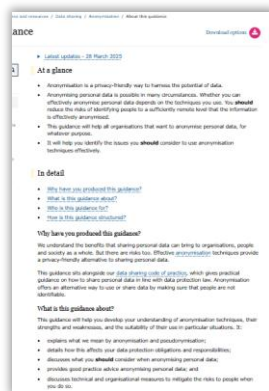 ons and resources / Data sharing / Anonymisation / About this guidance
ance
Download options
Latest updates - 28 March 2025
At a glance
• Anonymisation is a privacy-friendly way to harness the potential of data.
• Anonymising personal data is possible in many circumstances. Whether you can
effectively anonymise personal data depends on the techniques you use. You should
reduce the risks of identifying people to a sufficiently remote level that the information
is effectively anonymised.
• This guidance will help all organisations that want to anonymise personal data, for
whatever purpose.
• It will help you identify the issues you should consider to use anonymisation
techniques effectively.
In detail
• Why have you produced this guidance?
• What is this guidance about?
• Who is this guidance for?
• How is this guidance structured?
Why have you produced this guidance?
We understand the benefits that sharing personal data can bring to organisations, people
and society as a whole. But there are risks too. Effective anonymisation techniques provide
a privacy-friendly alternative to sharing personal data.
This guidance sits alongside our data sharing code of practice, which gives practical
guidance on how to share personal data in line with data protection law. Anonymisation
offers an alternative way to use or share data by making sure that people are not
identifiable.
What is this guidance about?
This guidance will help you develop your understanding of anonymisation techniques, their
strengths and weaknesses, and the suitability of their use in particular situations. It:
• explains what we mean by anonymisation and pseudonymisation;
• details how this affects your data protection obligations and responsibilities;
• discusses what you should consider when anonymising personal data;
• provides good practice advice anonymising personal data; and
• discusses technical and organisational measures to mitigate the risks to people when
you do so.